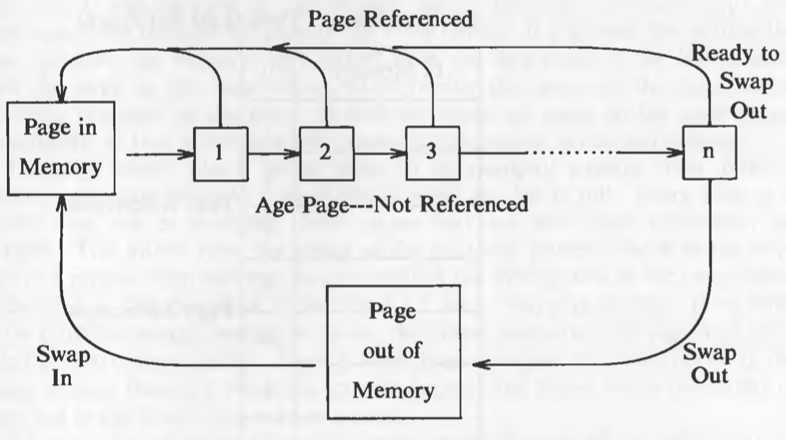 Page Referenced
Ready to
Swap
Out
Page in
Memory
1
2
3
n
Age Page---Not Referenced
Page
out of
Memory
Swap
In
Swap
Out